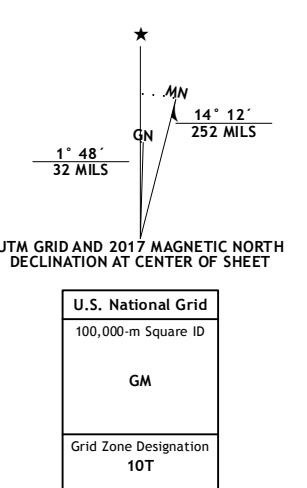 ★
MN
GN
14° 12´
252 MILS
1° 48´
32 MILS
UTM GRID AND 2017 MAGNETIC NORTH
DECLINATION AT CENTER OF SHEET
U.S. National Grid
100,000-m Square ID
GM
Grid Zone Designation
10T